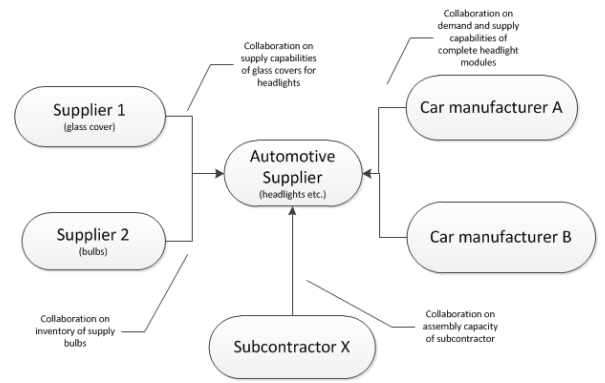 Collaboration on
supply capabilities
of glass covers for
headlights
Collaboration on
demand and supply
capabilities of
complete headlight
modules
Supplier 1
(glass cover)
Car manufacturer A
Automotive
Supplier
(headlights etc.)
Supplier 2
(bulbs)
Car manufacturer B
Collaboration on
inventory of supply
bulbs
Collaboration on
assembly capacity
of subcontractor
Subcontractor X